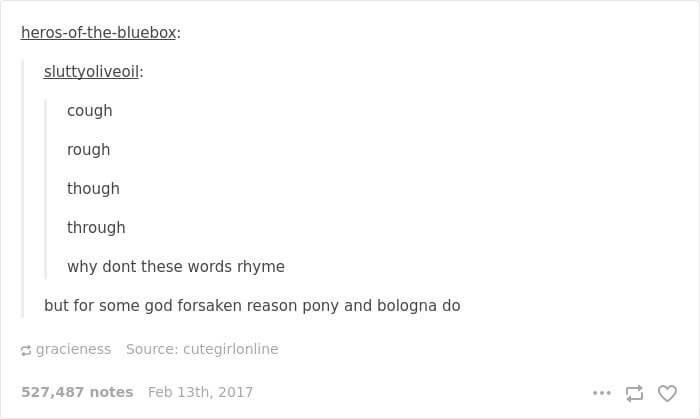 heros-of-the-bluebox:
sluttyoliveoil:
cough
rough
though
through
why dont these words rhyme
but for some god forsaken reason pony and bologna do
gracieness Source: cutegirlonline
527,487 notes Feb 13th, 2017